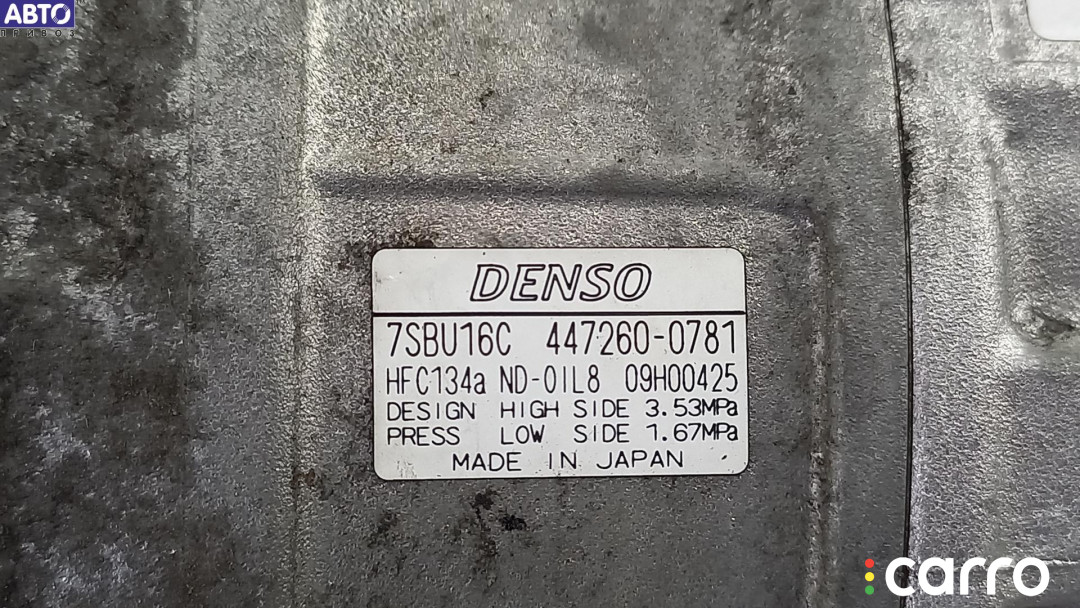 АВТО
ПРИВОЗ
DENSO
7SBU16C 447260-0781
HFC134a ND-OIL8 09H00425
DESIGN HIGH SIDE 3.53MPa
PRESS LOW SIDE 1.67MPa
MADE IN JAPAN
carro